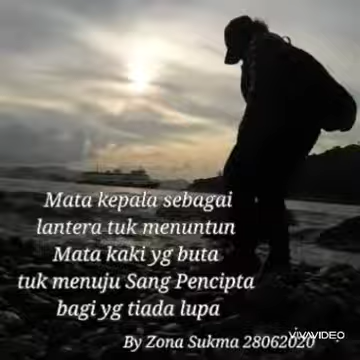 Mata kepala sebagai
lantera tuk menuntun
Mata kaki yg buta
tuk menuju Sang Pencipta
bagi yg tiada lupa
By Zona Sukma 28062020
VIVAVIDEO